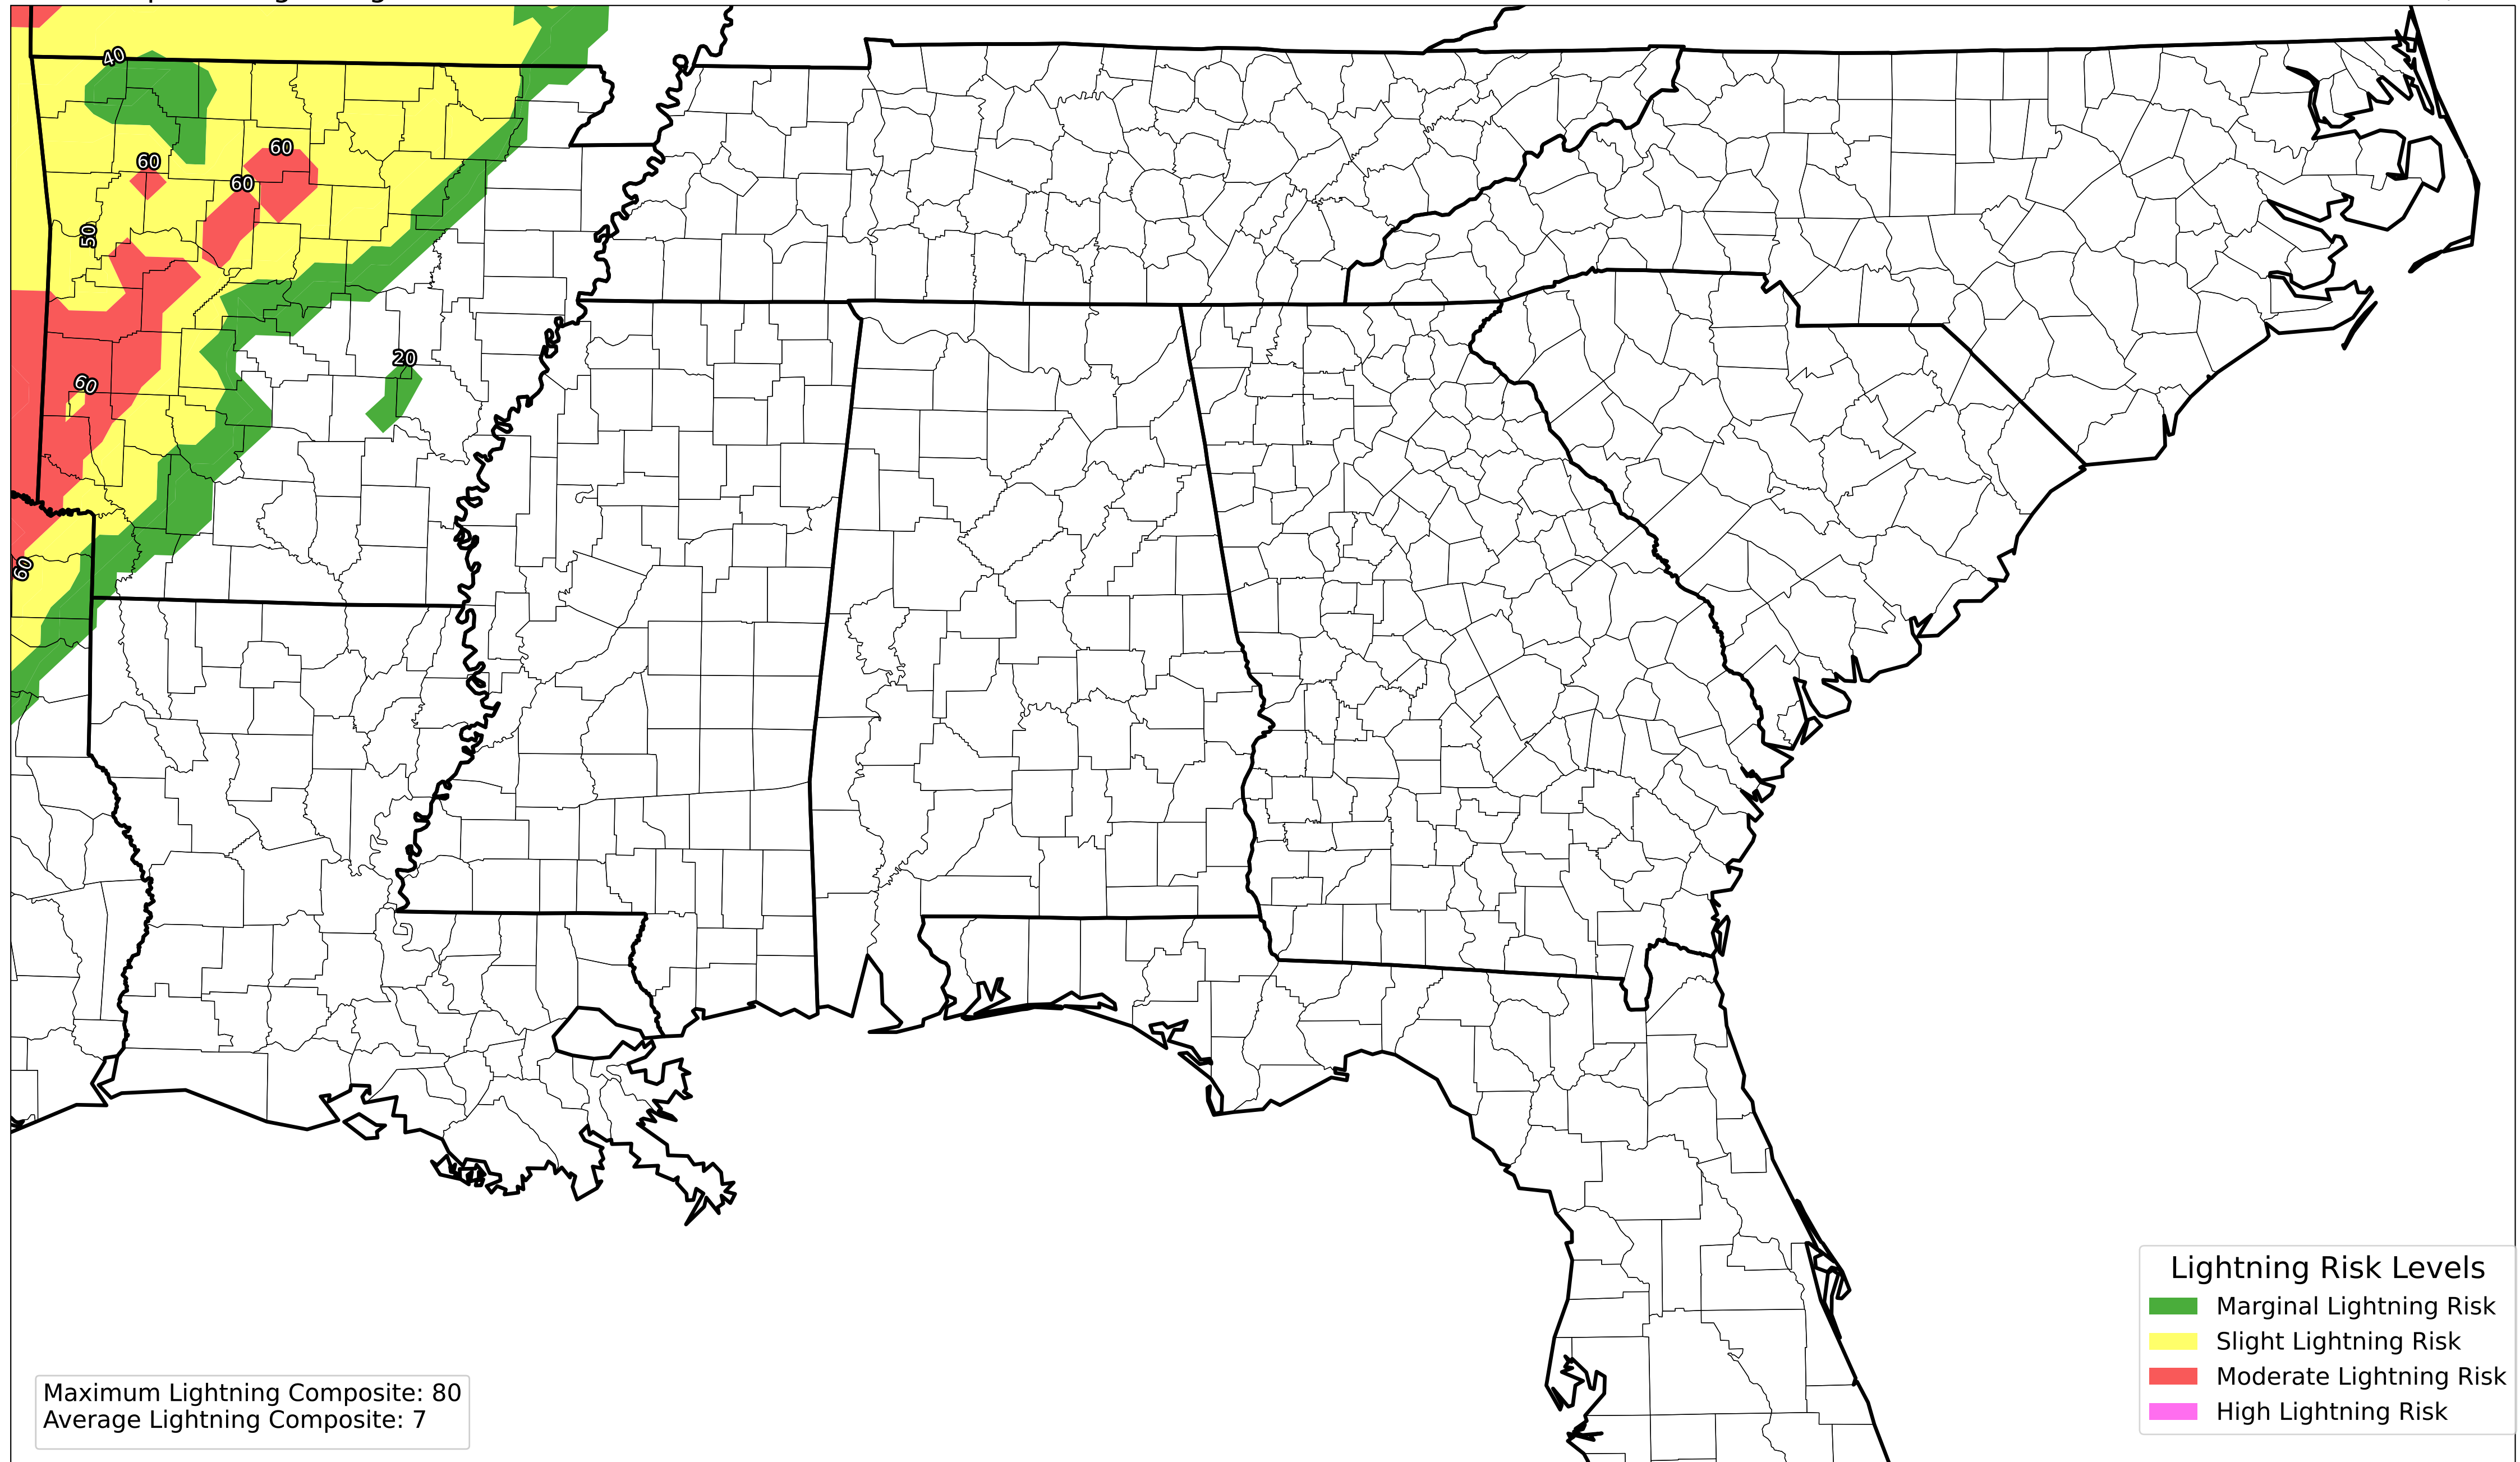 40
60
60
60
50
20
60
60
Lightning Risk Levels
Marginal Lightning Risk
Slight Lightning Risk
Moderate Lightning Risk
High Lightning Risk
Maximum Lightning Composite: 80
Average Lightning Composite: 7